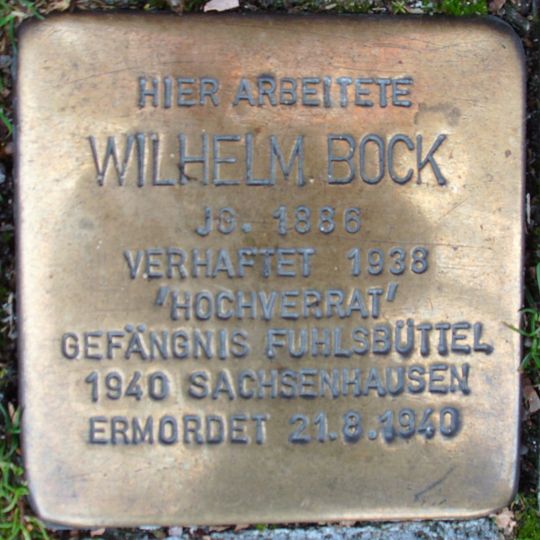 HIER ARBEITETE
WILHELM BOCK
JG. 1886
VERHAFTET 1938
'HOCHVERRAT'
GEFÄNGNIS FUHLSBÜTTEL
1940 SACHSENHAUSEN
ERMORDET 21.8.1940